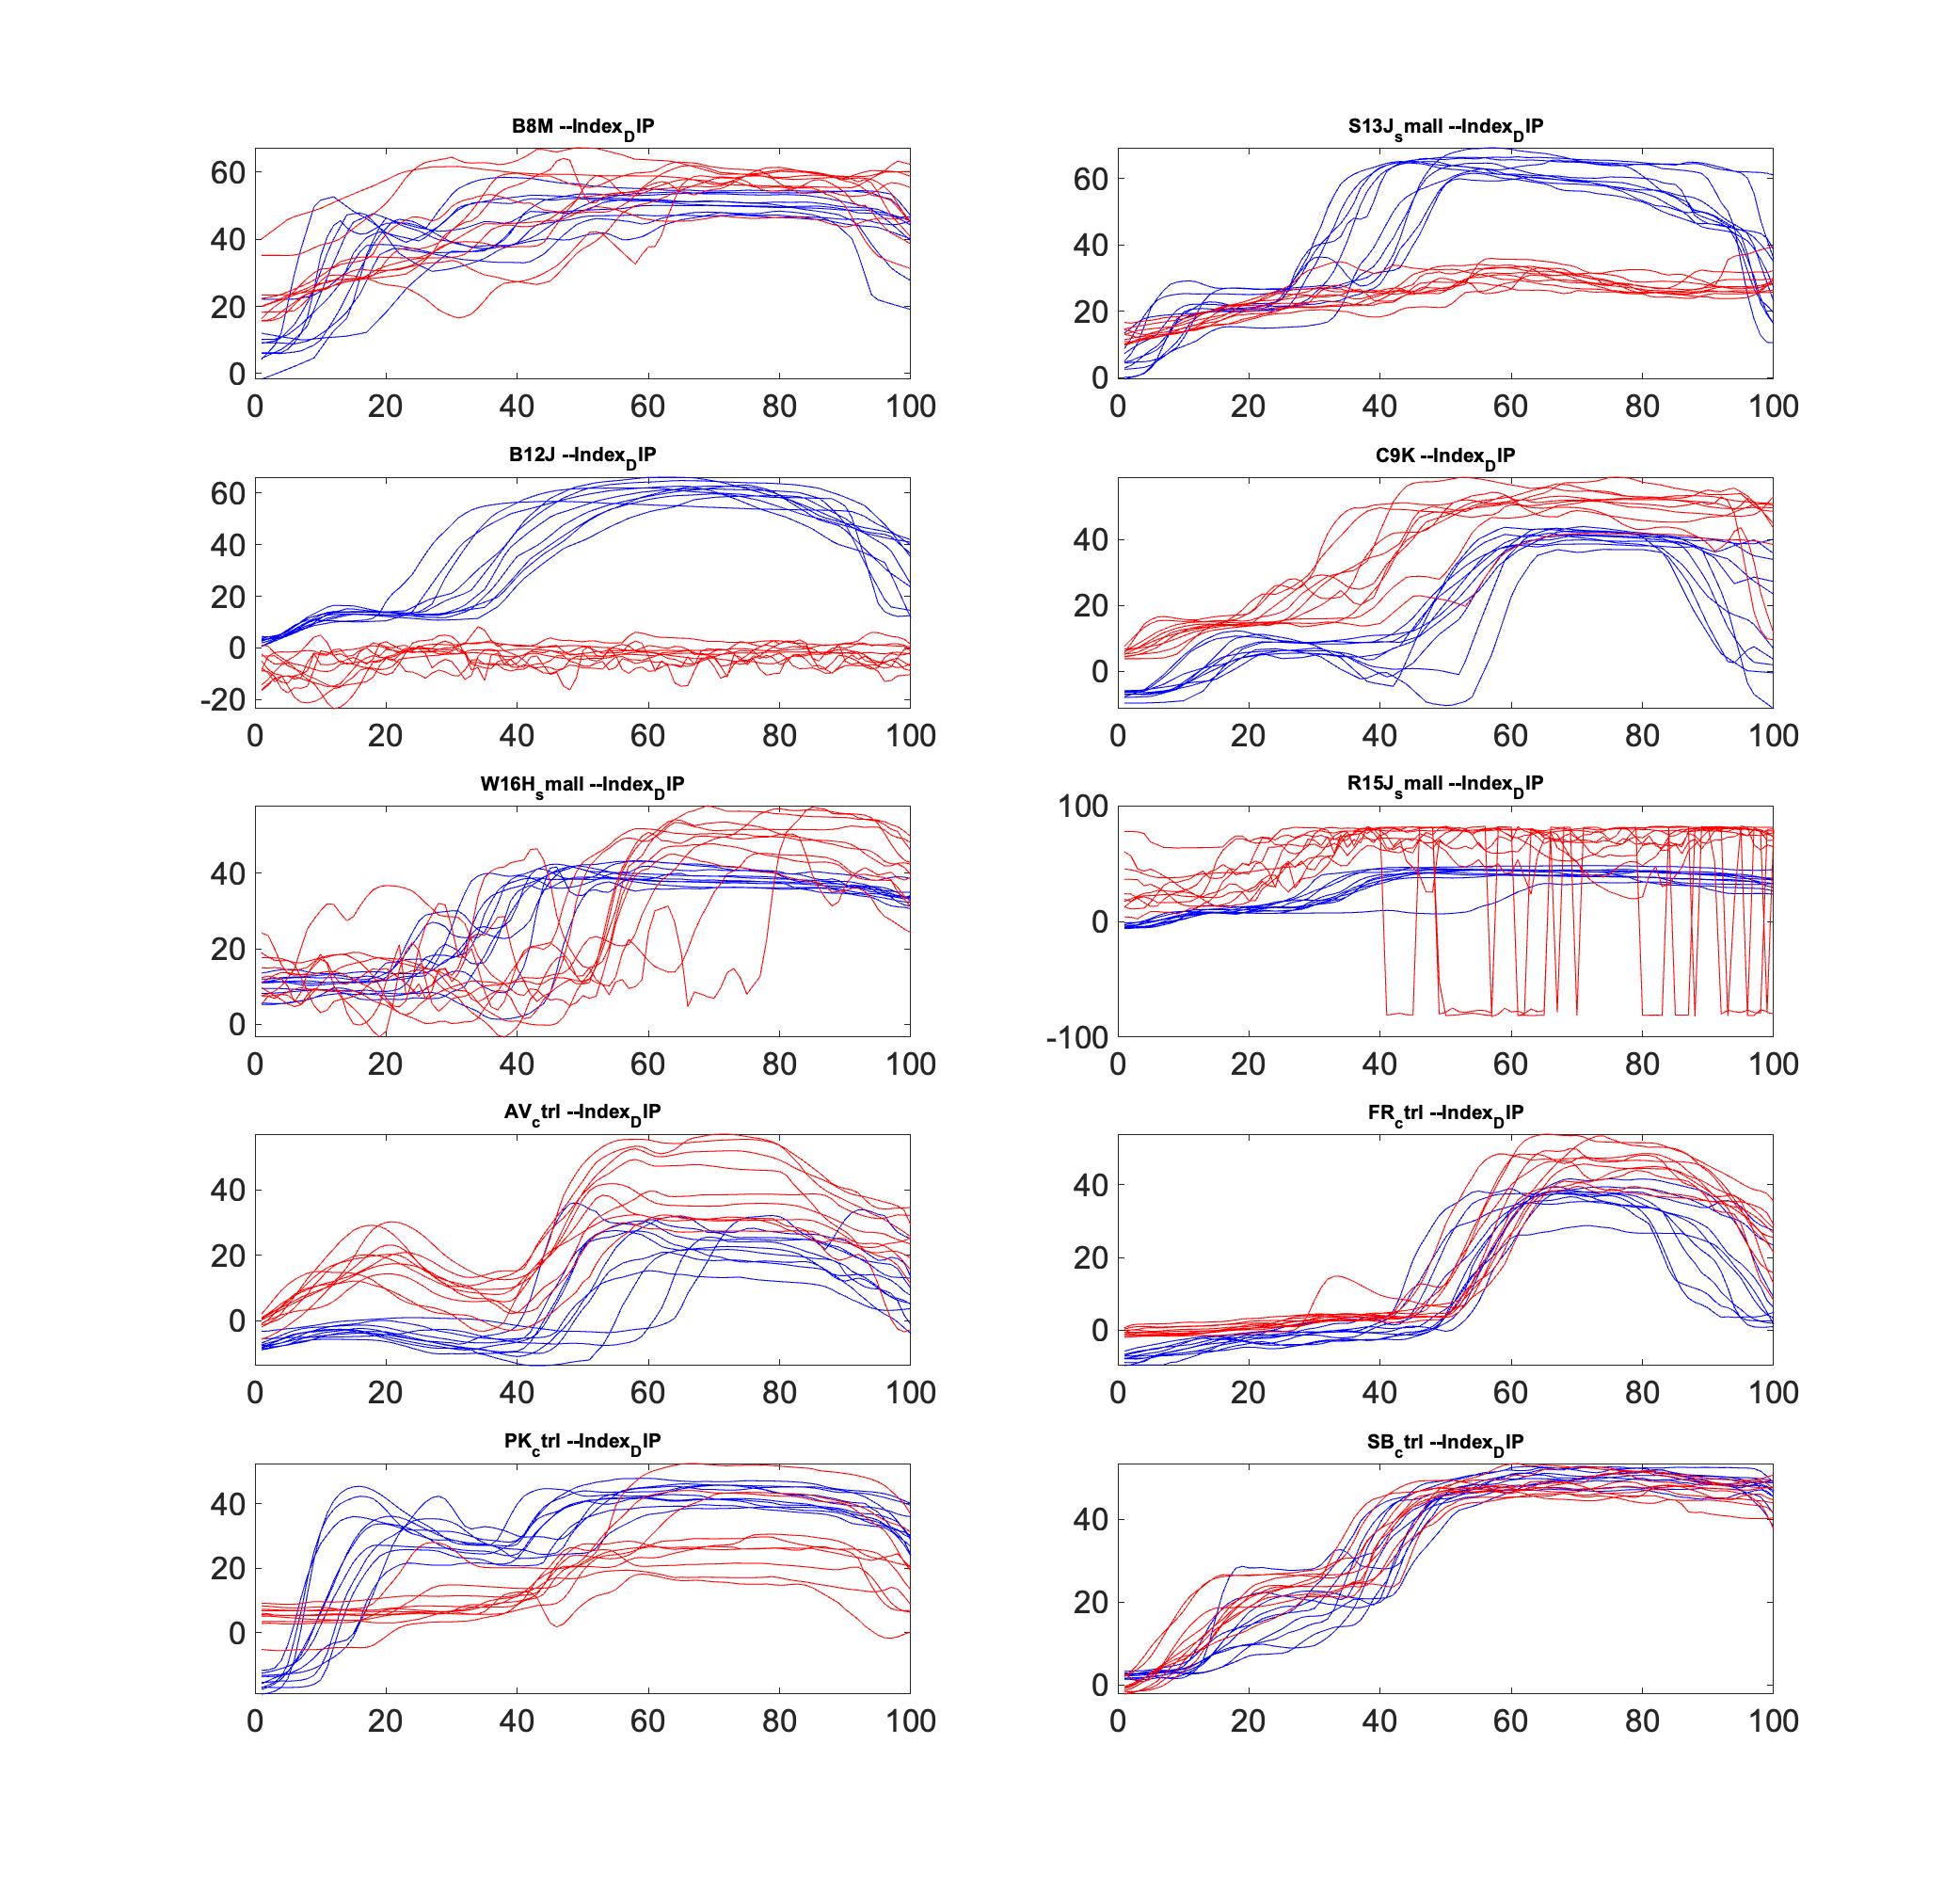 B8M --Index_DIP
60
40
20
0
0 20 40 60 80 100
S13J_small --Index_DIP
60
40
20
0
0 20 40 60 80 100
B12J --Index_DIP
60
40
20
0
-20
0 20 40 60 80 100
C9K --Index_DIP
40
20
0
0 20 40 60 80 100
W16H_small --Index_DIP
40
20
0
0 20 40 60 80 100
R15J_small --Index_DIP
100
0
-100
0 20 40 60 80 100
AV_ctrl --Index_DIP
40
20
0
0 20 40 60 80 100
FR_ctrl --Index_DIP
40
20
0
0 20 40 60 80 100
PK_ctrl --Index_DIP
40
20
0
0 20 40 60 80 100
SB_ctrl --Index_DIP
40
20
0
0 20 40 60 80 100